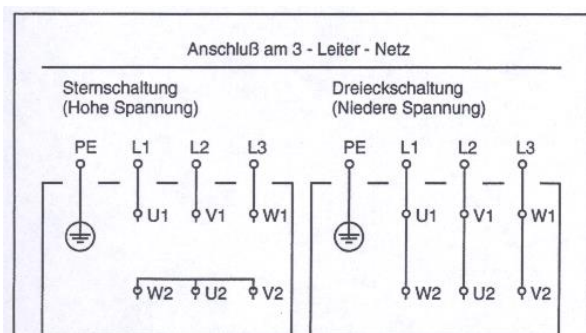 Anschluß am 3 - Leiter - Netz
Sternschaltung
(Hohe Spannung)
Dreieckschaltung
(Niedere Spannung)
PE L1 L2 L3
PE L1 L2 L3
U1 V1 W1
U1 V1 W1
W2 U2 V2
W2 U2 V2